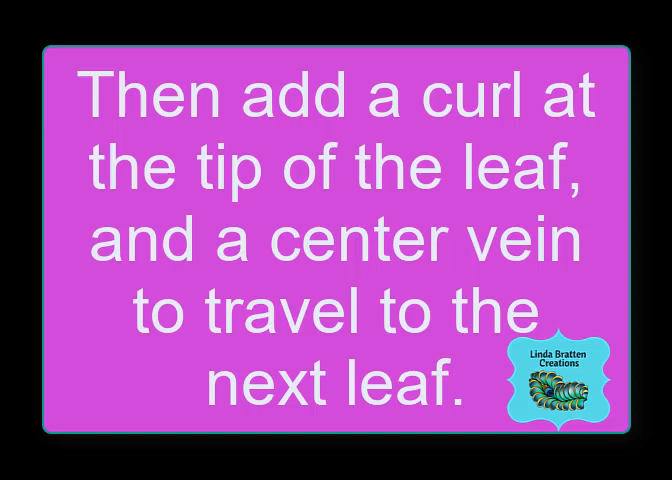 Then add a curl at
the tip of the leaf,
and a center vein
to travel to the
next leaf.
Linda Bratten
Creations